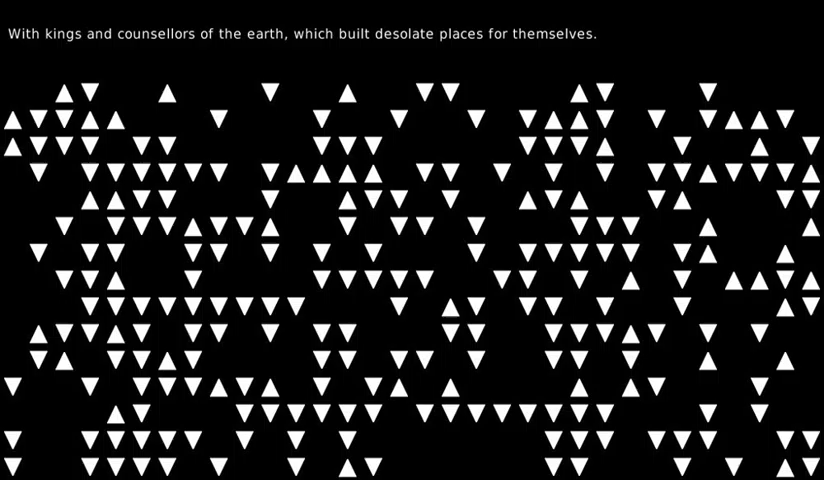 With kings and counsellors of the earth, which built desolate places for themselves.